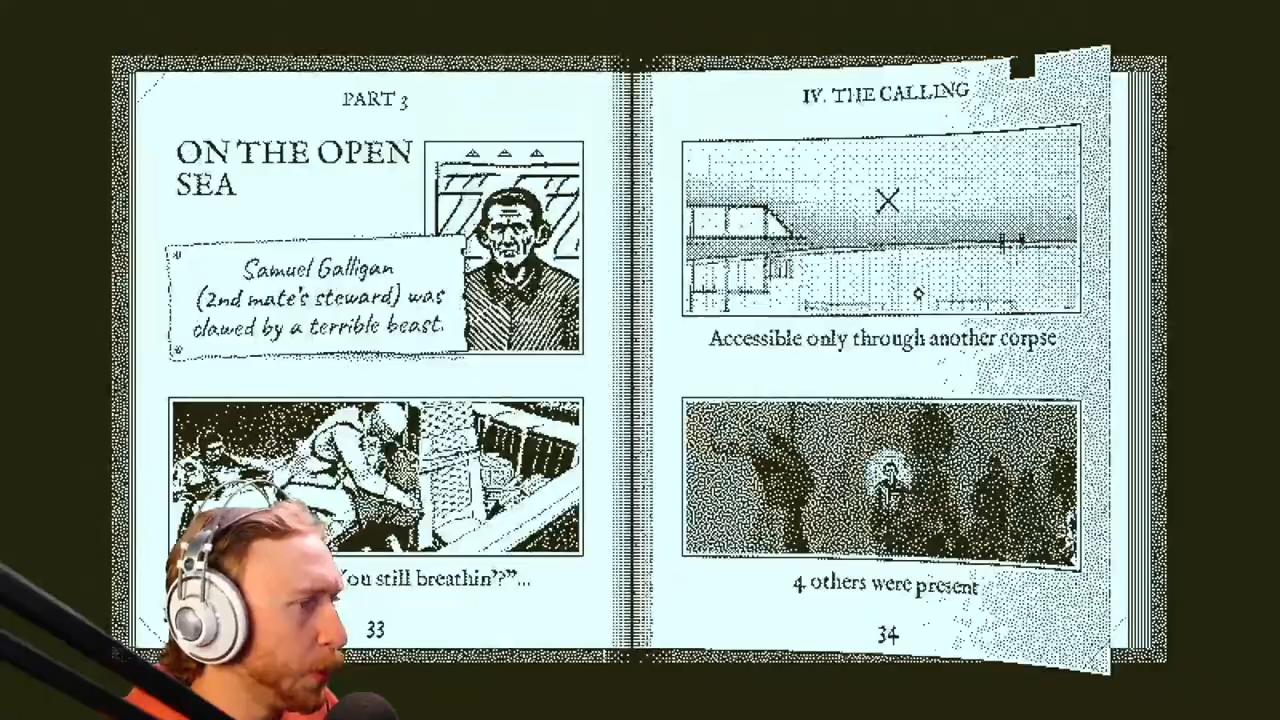 PART 3
ON THE OPEN
SEA
Samuel Galligan
(2nd mate's steward) was
clawed by a terrible beast.
You still breathin'?”...
33
IV. THE CALLING
Accessible only through another corpse
4 others were present
34